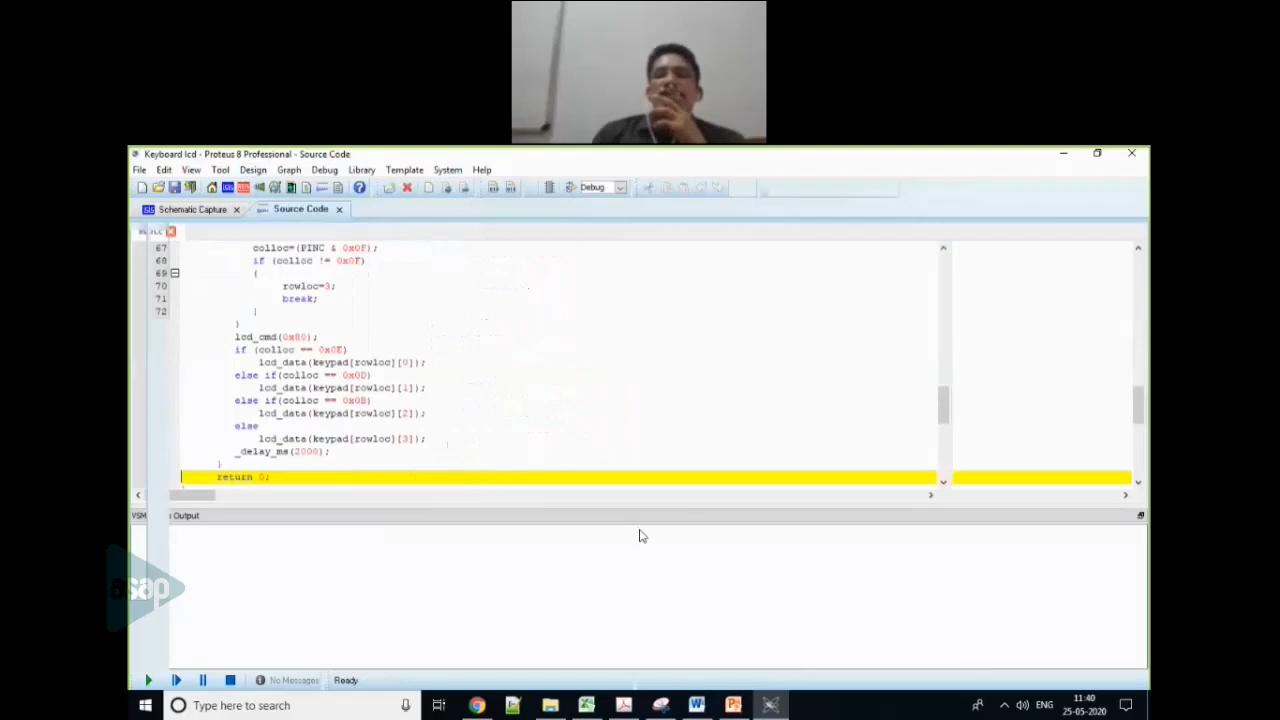 Keyboard lcd - Proteus 8 Professional - Source Code
File Edit View Tool Design Graph Debug Library Template System Help
Debug
Schematic Capture Source Code
67 colloc=(PINC & 0x0F);
68 if (colloc != 0x0F)
69 {
70 rowloc=3;
71 break;
72 }
}
lcd_cmd(0x80);
if (colloc == 0x0E)
lcd_data(keypad[rowloc][0]);
else if(colloc == 0x0D)
lcd_data(keypad[rowloc][1]);
else if(colloc == 0x0B)
lcd_data(keypad[rowloc][2]);
else
lcd_data(keypad[rowloc][3]);
_delay_ms(2000);
}
return 0;
VSM Output
asap
No Messages Ready
Type here to search
ENG
11:40
25-05-2020